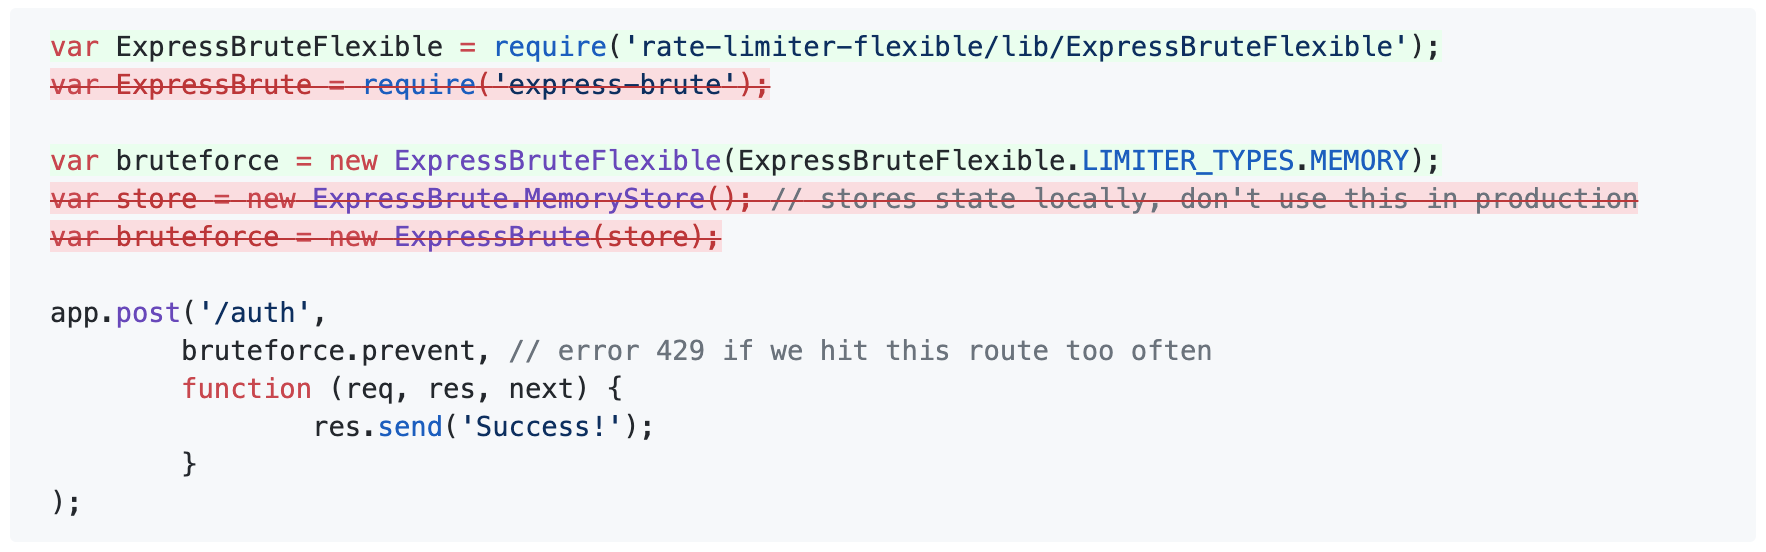 var ExpressBruteFlexible = require('rate-limiter-flexible/lib/ExpressBruteFlexible');
var ExpressBrute = require('express-brute');
var bruteforce = new ExpressBruteFlexible(ExpressBruteFlexible.LIMITER_TYPES.MEMORY);
var store = new ExpressBrute.MemoryStore(); // stores state locally, don't use this in production
var bruteforce = new ExpressBrute(store);
app.post('/auth',
bruteforce.prevent, // error 429 if we hit this route too often
function (req, res, next) {
res.send('Success!');
}
);